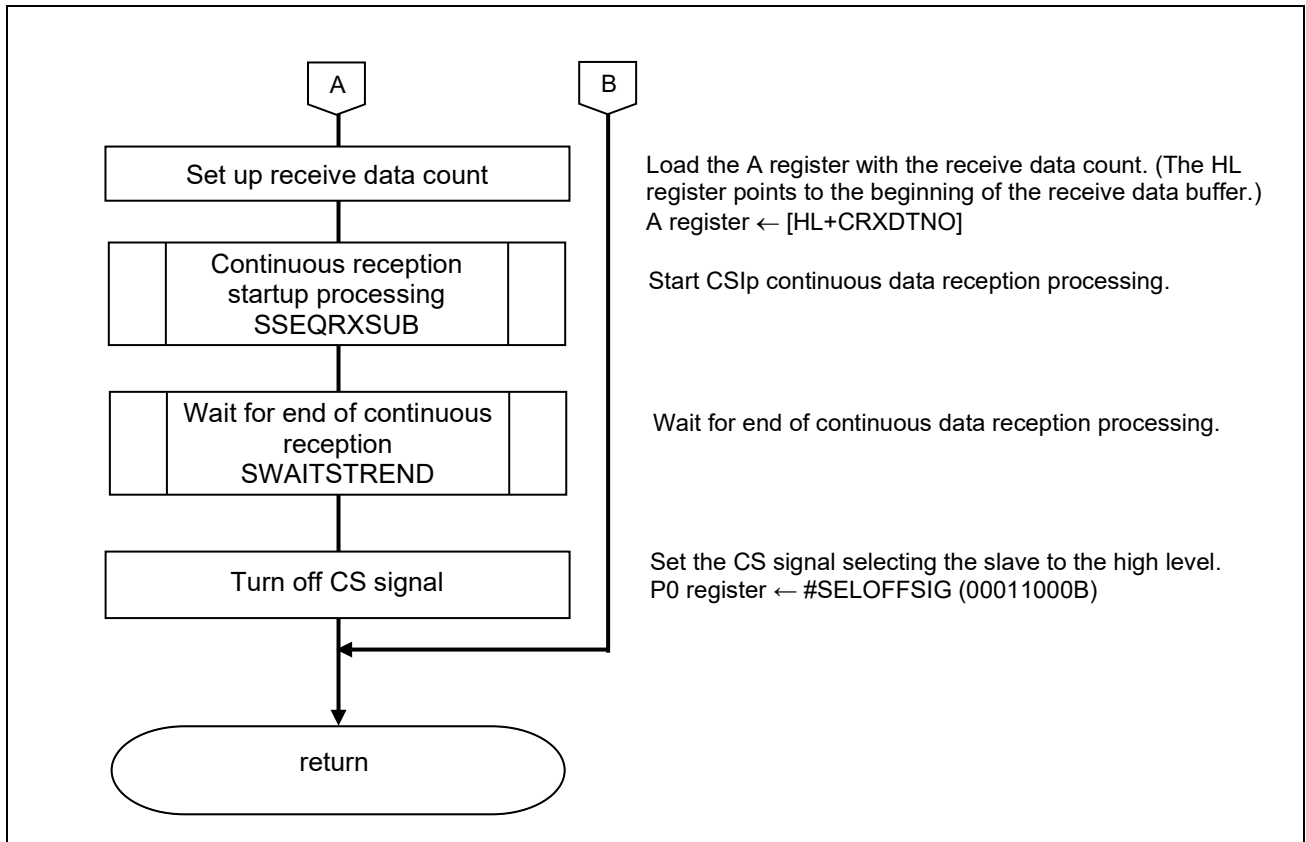 A
B
Set up receive data count
Load the A register with the receive data count. (The HL
register points to the beginning of the receive data buffer.)
A register ← [HL+CRXDTNO]
Continuous reception
startup processing
SSEQRXSUB
Start CSIp continuous data reception processing.
Wait for end of continuous
reception
SWAITSTREND
Wait for end of continuous data reception processing.
Turn off CS signal
Set the CS signal selecting the slave to the high level.
P0 register ← #SELOFFSIG (00011000B)
return